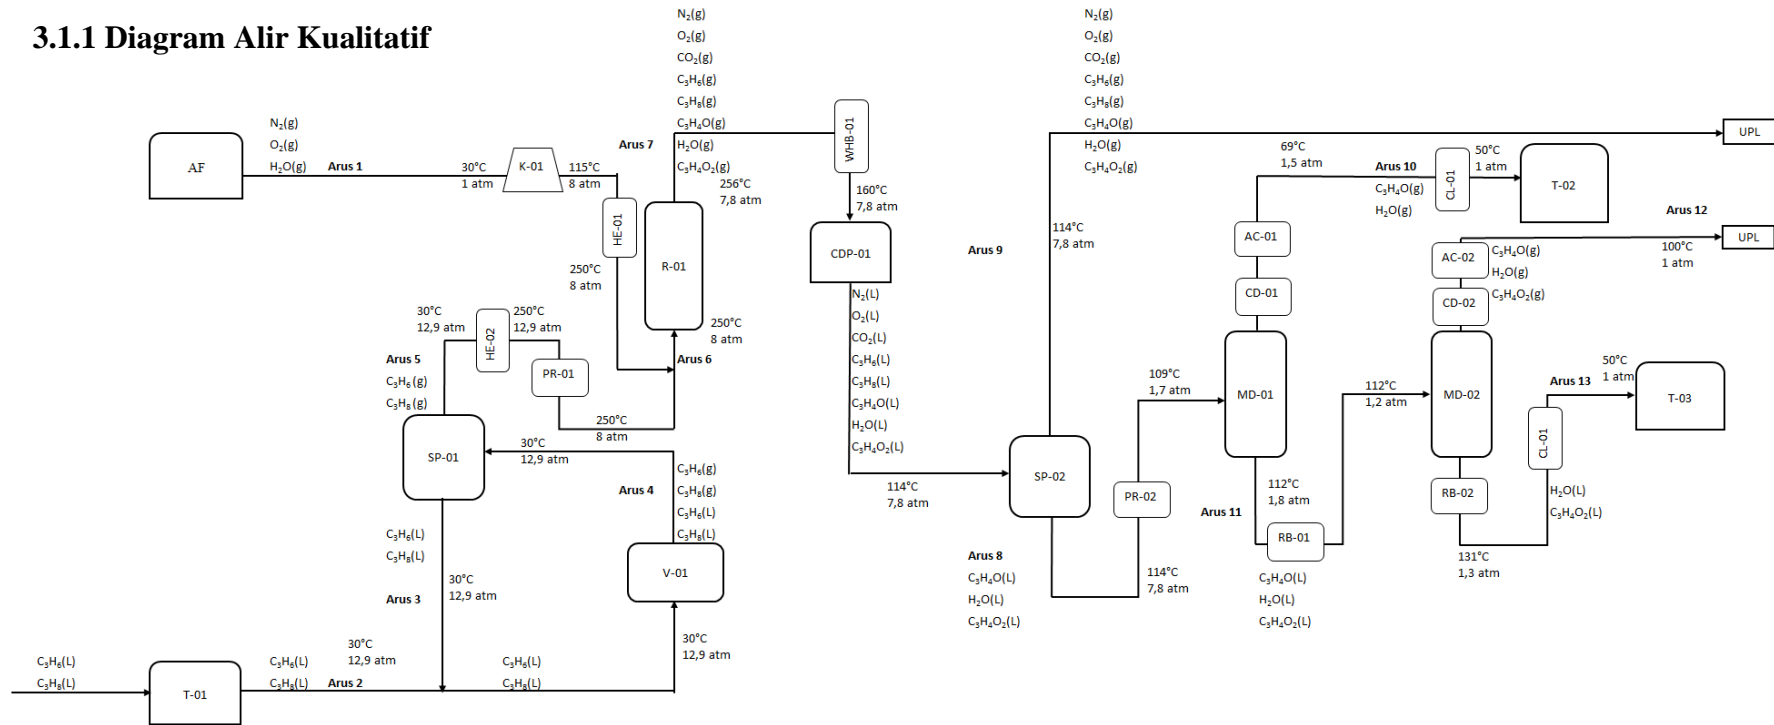 3.1.1 Diagram Alir Kualitatif
AF
N₂(g)
O₂(g)
H₂O(g)
Arus 1
30°C
1 atm
K-01
115°C
8 atm
HE-01
250°C
8 atm
Arus 7
N₂(g)
O₂(g)
CO₂(g)
C₃H₆(g)
C₃H₈(g)
C₃H₄O(g)
H₂O(g)
C₃H₄O₂(g)
256°C
7,8 atm
R-01
250°C
8 atm
Arus 6
WHB-01
160°C
7,8 atm
CDP-01
N₂(L)
O₂(L)
CO₂(L)
C₃H₆(L)
C₃H₈(L)
C₃H₄O(L)
H₂O(L)
C₃H₄O₂(L)
114°C
7,8 atm
30°C
12,9 atm
HE-02
250°C
12,9 atm
PR-01
250°C
8 atm
Arus 5
C₃H₆(g)
C₃H₈(g)
SP-01
30°C
12,9 atm
Arus 4
C₃H₆(g)
C₃H₈(g)
C₃H₆(L)
C₃H₈(L)
V-01
30°C
12,9 atm
C₃H₆(L)
C₃H₈(L)
30°C
12,9 atm
Arus 3
C₃H₆(L)
C₃H₈(L)
T-01
C₃H₆(L)
C₃H₈(L)
Arus 2
30°C
12,9 atm
C₃H₆(L)
C₃H₈(L)
N₂(g)
O₂(g)
CO₂(g)
C₃H₆(g)
C₃H₈(g)
C₃H₄O(g)
H₂O(g)
C₃H₄O₂(g)
UPL
Arus 9
114°C
7,8 atm
SP-02
Arus 8
C₃H₄O(L)
H₂O(L)
C₃H₄O₂(L)
114°C
7,8 atm
PR-02
109°C
1,7 atm
MD-01
CD-01
AC-01
69°C
1,5 atm
Arus 10
C₃H₄O(g)
H₂O(g)
CL-01
50°C
1 atm
T-02
112°C
1,8 atm
Arus 11
RB-01
C₃H₄O(L)
H₂O(L)
C₃H₄O₂(L)
112°C
1,2 atm
MD-02
CD-02
AC-02
C₃H₄O(g)
H₂O(g)
C₃H₄O₂(g)
Arus 12
UPL
100°C
1 atm
RB-02
131°C
1,3 atm
H₂O(L)
C₃H₄O₂(L)
CL-01
Arus 13
50°C
1 atm
T-03